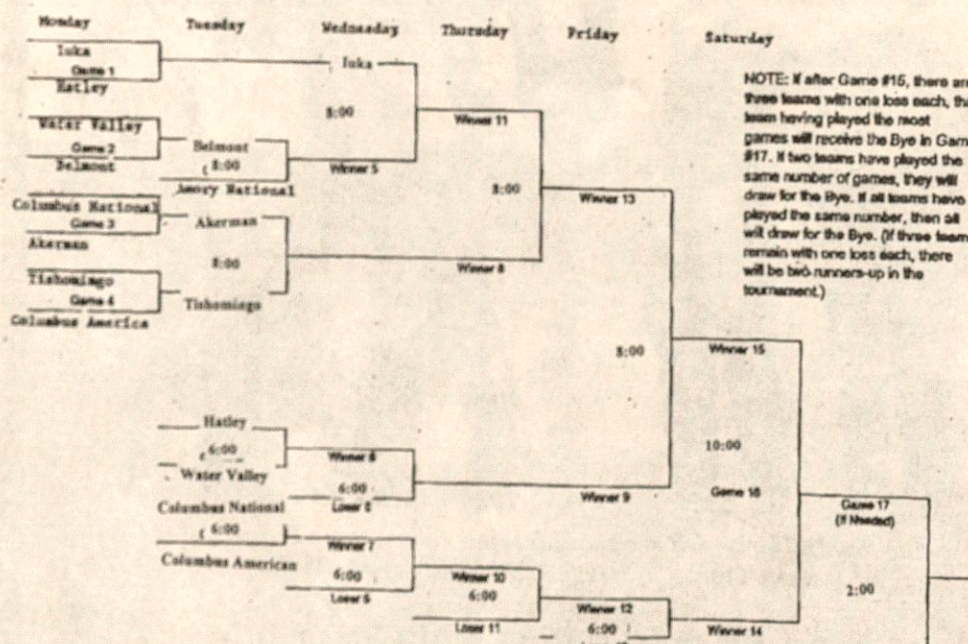 Monday
Tuesday
Wednesday
Thursday
Friday
Saturday
Iuka
Game 1
Hatley
Water Valley
Game 2
Belmont
Columbus National
Game 3
Akerman
Tishomingo
Game 4
Columbus America
Belmont
8:00
Amory National
Akerman
8:00
Tishomingo
Iuka
8:00
Winner 5
Winner 11
8:00
Winner 8
Winner 13
8:00
Winner 15
10:00
Game 16
NOTE: If after Game #15, there are
three teams with one loss each, the
team having played the most
games will receive the Bye in Game
#17. If two teams have played the
same number of games, they will
draw for the Bye. If all teams have
played the same number, then all
will draw for the Bye. (If three teams
remain with one loss each, there
will be two runners-up in the
tournament.)
Hatley
6:00
Water Valley
Columbus National
6:00
Columbus American
Winner 6
6:00
Loser 8
Winner 7
6:00
Winner 9
Winner 10
6:00
Loser 11
Winner 12
6:00
Winner 14
Game 17
(If Needed)
2:00